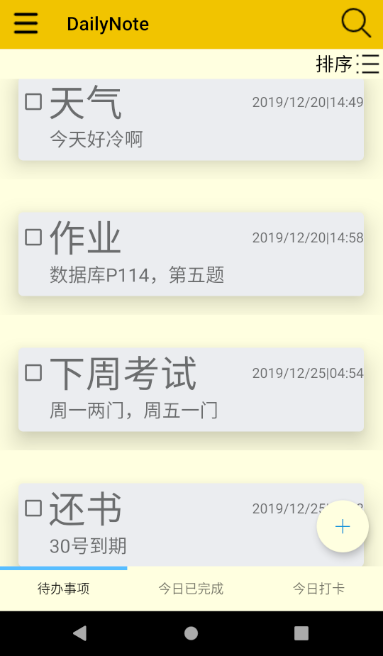 DailyNote
排序
天气 2019/12/20|14:49
今天好冷啊
作业 2019/12/20|14:58
数据库P114，第五题
下周考试 2019/12/25|04:54
周一两门，周五一门
还书 2019/12/25
30号到期
待办事项 今日已完成 今日打卡